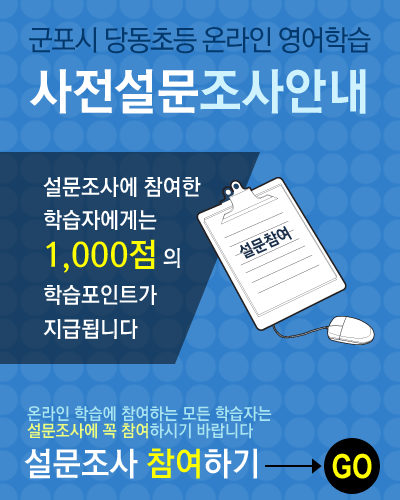 군포시 당동초등 온라인 영어학습
사전설문조사안내
설문조사에 참여한
학습자에게는
1,000점 의
학습포인트가
지급됩니다
설문참여
온라인 학습에 참여하는 모든 학습자는
설문조사에 꼭 참여하시기 바랍니다
설문조사 참여하기
GO